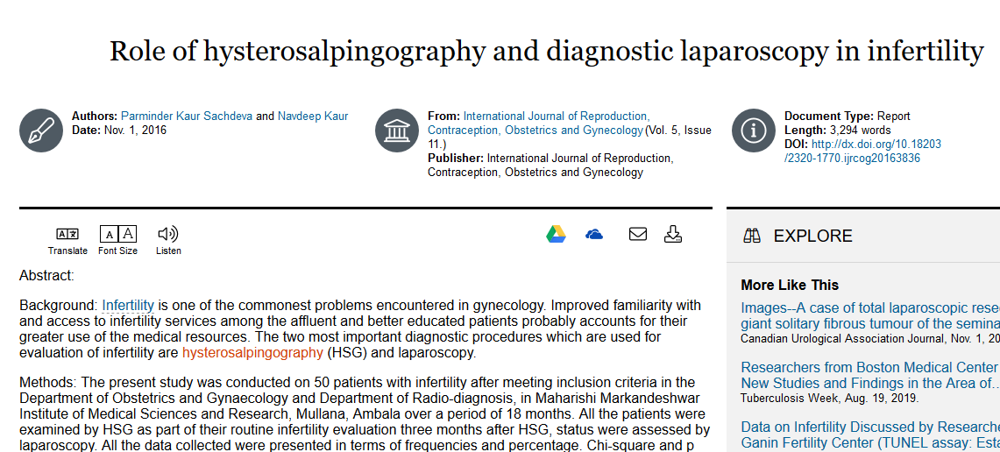 Role of hysterosalpingography and diagnostic laparoscopy in infertility
Authors: Parminder Kaur Sachdeva and Navdeep Kaur
Date: Nov. 1, 2016
From: International Journal of Reproduction,
Contraception, Obstetrics and Gynecology (Vol. 5, Issue
11.)
Publisher: International Journal of Reproduction,
Contraception, Obstetrics and Gynecology
Document Type: Report
Length: 3,294 words
DOI: http://dx.doi.org/10.18203
/2320-1770.ijrcog20163836
Translate
Font Size
Listen
Abstract:
Background: Infertility is one of the commonest problems encountered in gynecology. Improved familiarity with
and access to infertility services among the affluent and better educated patients probably accounts for their
greater use of the medical resources. The two most important diagnostic procedures which are used for
evaluation of infertility are hysterosalpingography (HSG) and laparoscopy.
Methods: The present study was conducted on 50 patients with infertility after meeting inclusion criteria in the
Department of Obstetrics and Gynaecology and Department of Radio-diagnosis, in Maharishi Markandeshwar
Institute of Medical Sciences and Research, Mullana, Ambala over a period of 18 months. All the patients were
examined by HSG as part of their routine infertility evaluation three months after HSG, status were assessed by
laparoscopy. All the data collected were presented in terms of frequencies and percentage. Chi-square and p
EXPLORE
More Like This
Images--A case of total laparoscopic rese
giant solitary fibrous tumour of the semina
Canadian Urological Association Journal, Nov. 1, 20
Researchers from Boston Medical Center
New Studies and Findings in the Area of...
Tuberculosis Week, Aug. 19, 2019.
Data on Infertility Discussed by Researche
Ganin Fertility Center (TUNEL assay: Esta